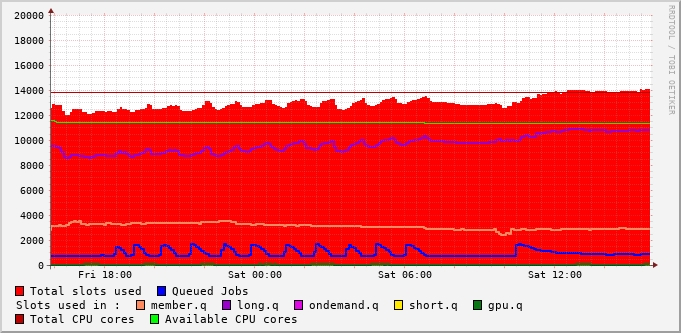 20000
18000
16000
14000
12000
10000
8000
6000
4000
2000
0
Fri 18:00 Sat 00:00 Sat 06:00 Sat 12:00
RRDTOOL / TOBI OETIKER
Total slots used Queued Jobs
Slots used in : member.q long.q ondemand.q short.q gpu.q
Total CPU cores Available CPU cores